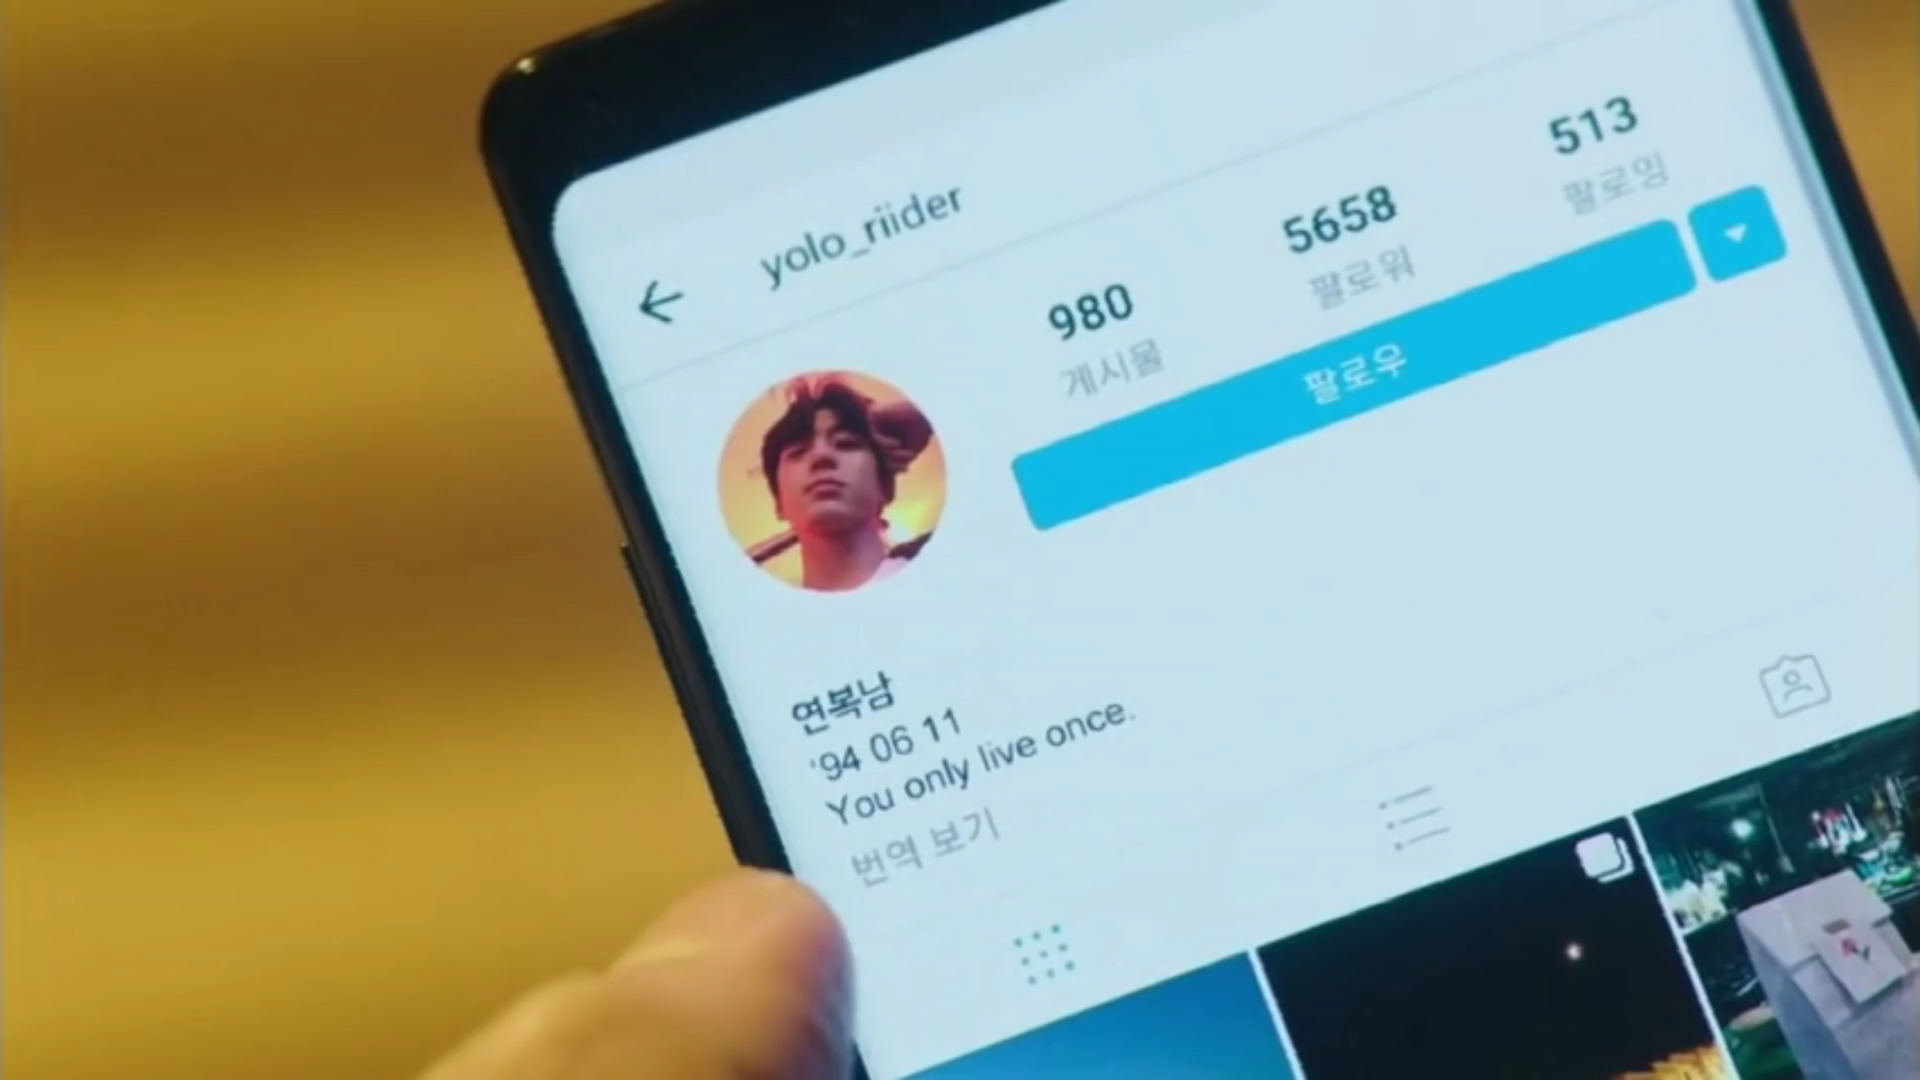 yolo_riider
980
게시물
5658
팔로워
513
팔로잉
팔로우
연복남
'94 06 11
You only live once.
번역 보기